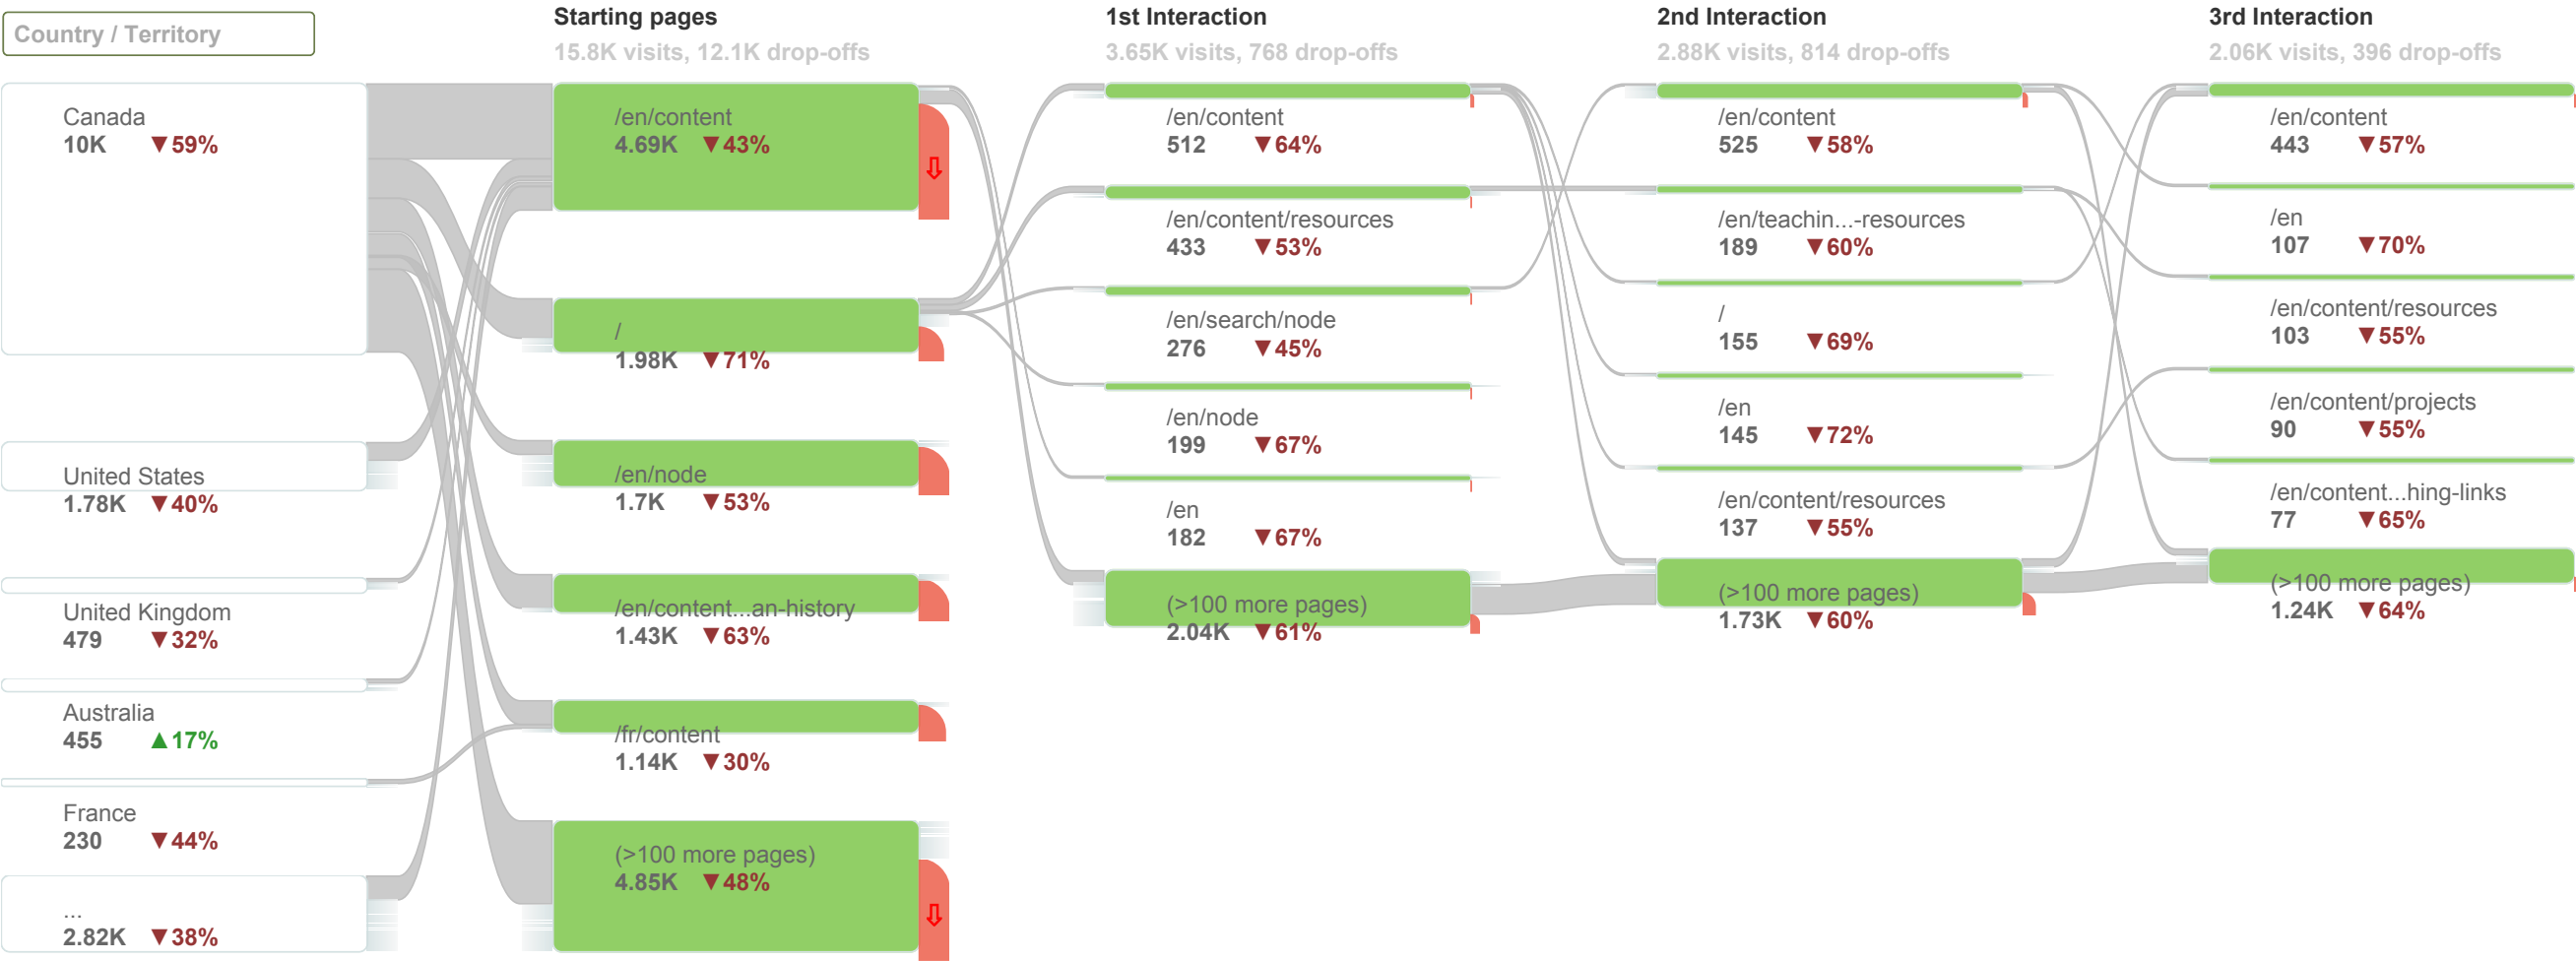 Country / Territory
Canada
10K ▼59%
United States
1.78K ▼40%
United Kingdom
479 ▼32%
Australia
455 ▲17%
France
230 ▼44%
...
2.82K ▼38%
Starting pages
15.8K visits, 12.1K drop-offs
/en/content
4.69K ▼43%
/
1.98K ▼71%
/en/node
1.7K ▼53%
/en/content...an-history
1.43K ▼63%
/fr/content
1.14K ▼30%
(>100 more pages)
4.85K ▼48%
1st Interaction
3.65K visits, 768 drop-offs
/en/content
512 ▼64%
/en/content/resources
433 ▼53%
/en/search/node
276 ▼45%
/en/node
199 ▼67%
/en
182 ▼67%
(>100 more pages)
2.04K ▼61%
2nd Interaction
2.88K visits, 814 drop-offs
/en/content
525 ▼58%
/en/teachin...-resources
189 ▼60%
/
155 ▼69%
/en
145 ▼72%
/en/content/resources
137 ▼55%
(>100 more pages)
1.73K ▼60%
3rd Interaction
2.06K visits, 396 drop-offs
/en/content
443 ▼57%
/en
107 ▼70%
/en/content/resources
103 ▼55%
/en/content/projects
90 ▼55%
/en/content...hing-links
77 ▼65%
(>100 more pages)
1.24K ▼64%